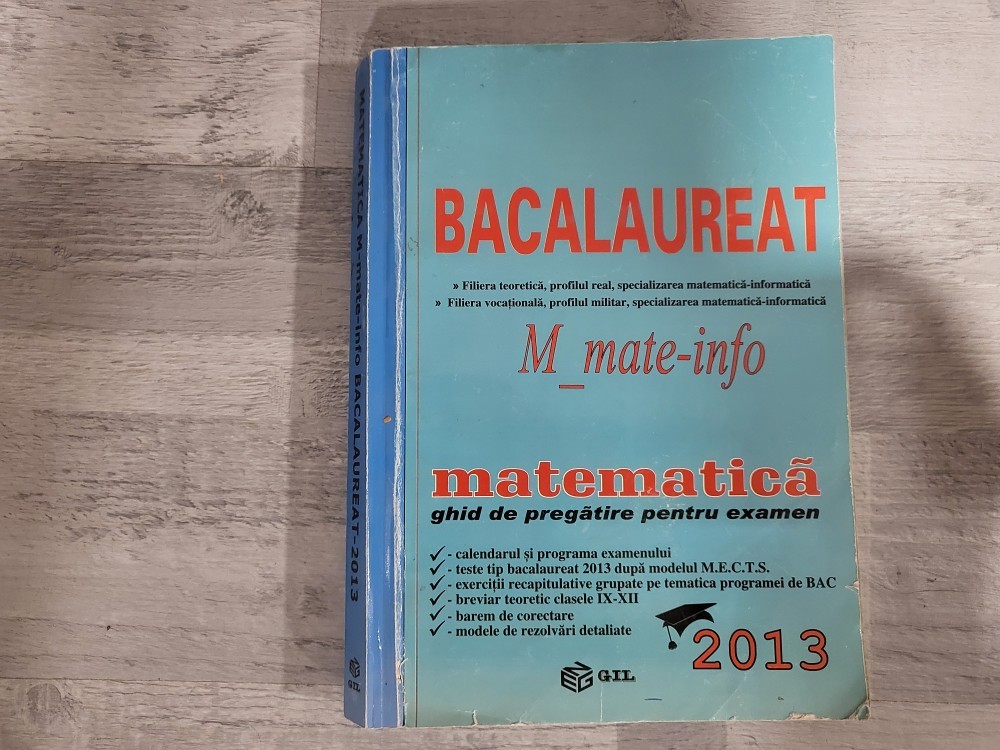 MATEMATICA M-mate-info BACALAUREAT-2013
GIL
BACALAUREAT
» Filiera teoretică, profilul real, specializarea matematică-informatică
» Filiera vocațională, profilul militar, specializarea matematică-informatică
M_mate-info
matematicã
ghid de pregãtire pentru examen
✓ - calendarul și programa examenului
✓ - teste tip bacalaureat 2013 după modelul M.E.C.T.S.
✓ - exerciții recapitulative grupate pe tematica programei de BAC
✓ - breviar teoretic clasele IX-XII
✓ - barem de corectare
✓ - modele de rezolvări detaliate
2013
GIL